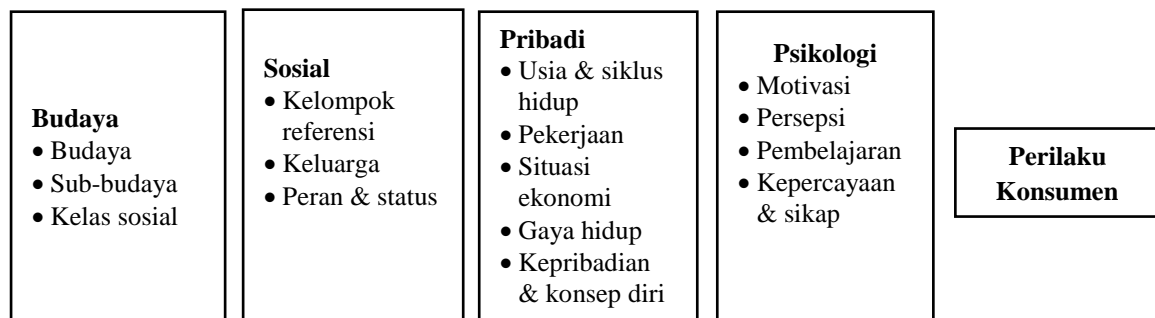 Budaya
• Budaya
• Sub-budaya
• Kelas sosial
Sosial
• Kelompok
referensi
• Keluarga
• Peran & status
Pribadi
• Usia & siklus
hidup
• Pekerjaan
• Situasi
ekonomi
• Gaya hidup
• Kepribadian
& konsep diri
Psikologi
• Motivasi
• Persepsi
• Pembelajaran
• Kepercayaan
& sikap
Perilaku
Konsumen